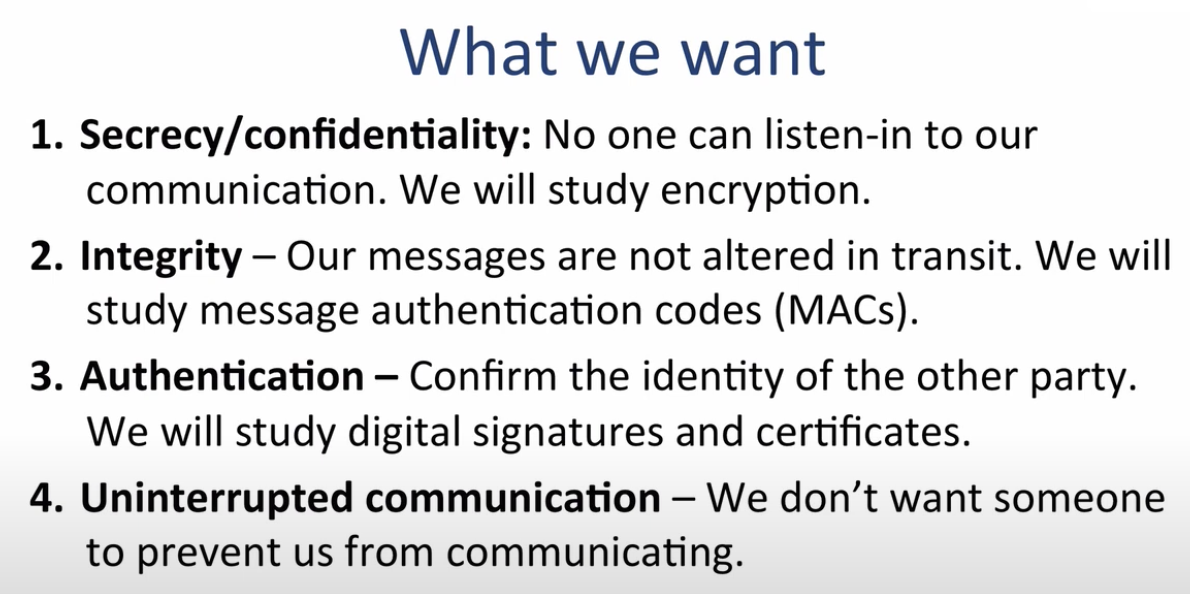 What we want
1. Secrecy/confidentiality: No one can listen-in to our
communication. We will study encryption.
2. Integrity – Our messages are not altered in transit. We will
study message authentication codes (MACs).
3. Authentication – Confirm the identity of the other party.
We will study digital signatures and certificates.
4. Uninterrupted communication – We don’t want someone
to prevent us from communicating.